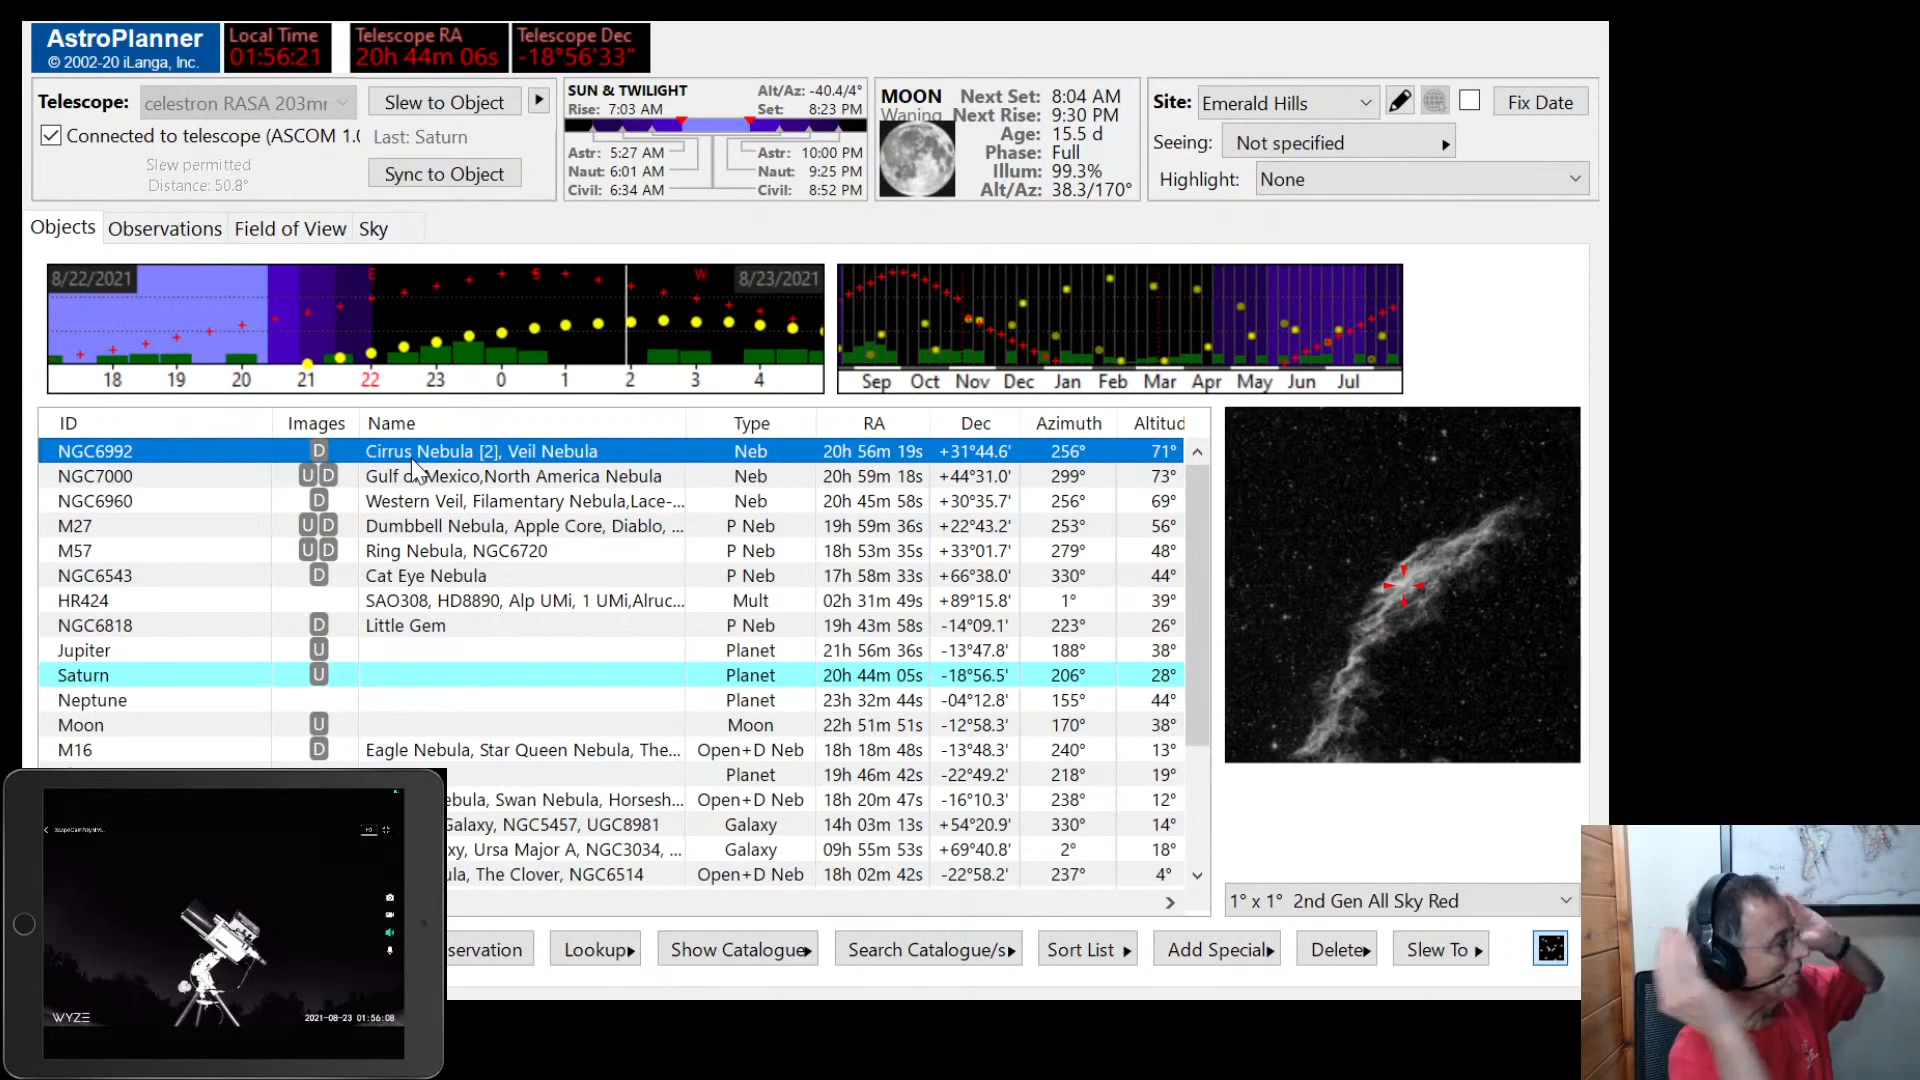 AstroPlanner
© 2002-20 iLanga, Inc.
Local Time
01:56:21
Telescope RA
20h 44m 06s
Telescope Dec
-18°56'33"
Telescope: celestron RASA 203mr
Slew to Object
Connected to telescope (ASCOM 1.0 Last: Saturn
Slew permitted
Distance: 50.8°
Sync to Object
SUN & TWILIGHT Alt/Az: -40.4/4°
Rise: 7:03 AM Set: 8:23 PM
Astr: 5:27 AM Astr: 10:00 PM
Naut: 6:01 AM Naut: 9:25 PM
Civil: 6:34 AM Civil: 8:52 PM
MOON Next Set: 8:04 AM
Waning Next Rise: 9:30 PM
Age: 15.5 d
Phase: Full
Illum: 99.3%
Alt/Az: 38.3/170°
Site: Emerald Hills Fix Date
Seeing: Not specified
Highlight: None
Objects Observations Field of View Sky
8/22/2021 E S W 8/23/2021
18 19 20 21 22 23 0 1 2 3 4
Sep Oct Nov Dec Jan Feb Mar Apr May Jun Jul
ID Images Name Type RA Dec Azimuth Altitud
NGC6992 D Cirrus Nebula [2], Veil Nebula Neb 20h 56m 19s +31°44.6' 256° 71°
NGC7000 U D Gulf Mexico,North America Nebula Neb 20h 59m 18s +44°31.0' 299° 73°
NGC6960 D Western Veil, Filamentary Nebula,Lace-... Neb 20h 45m 58s +30°35.7' 256° 69°
M27 U D Dumbbell Nebula, Apple Core, Diablo, ... P Neb 19h 59m 36s +22°43.2' 253° 56°
M57 U D Ring Nebula, NGC6720 P Neb 18h 53m 35s +33°01.7' 279° 48°
NGC6543 D Cat Eye Nebula P Neb 17h 58m 33s +66°38.0' 330° 44°
HR424 SAO308, HD8890, Alp UMi, 1 UMi,Alruc... Mult 02h 31m 49s +89°15.8' 1° 39°
NGC6818 D Little Gem P Neb 19h 43m 58s -14°09.1' 223° 26°
Jupiter U Planet 21h 56m 36s -13°47.8' 188° 38°
Saturn U Planet 20h 44m 05s -18°56.5' 206° 28°
Neptune Planet 23h 32m 44s -04°12.8' 155° 44°
Moon U Moon 22h 51m 51s -12°58.3' 170° 38°
M16 D Eagle Nebula, Star Queen Nebula, The... Open+D Neb 18h 18m 48s -13°48.3' 240° 13°
Planet 19h 46m 42s -22°49.2' 218° 19°
ebula, Swan Nebula, Horsesh... Open+D Neb 18h 20m 47s -16°10.3' 238° 12°
Galaxy, NGC5457, UGC8981 Galaxy 14h 03m 13s +54°20.9' 330° 14°
xy, Ursa Major A, NGC3034, ... Galaxy 09h 55m 53s +69°40.8' 2° 18°
ula, The Clover, NGC6514 Open+D Neb 18h 02m 42s -22°58.2' 237° 4°
N
E
W
S
1° x 1° 2nd Gen All Sky Red
servation Lookup Show Catalogue Search Catalogue/s Sort List Add Special Delete Slew To
HD
WYZE 2021-08-23 01:56:08
World